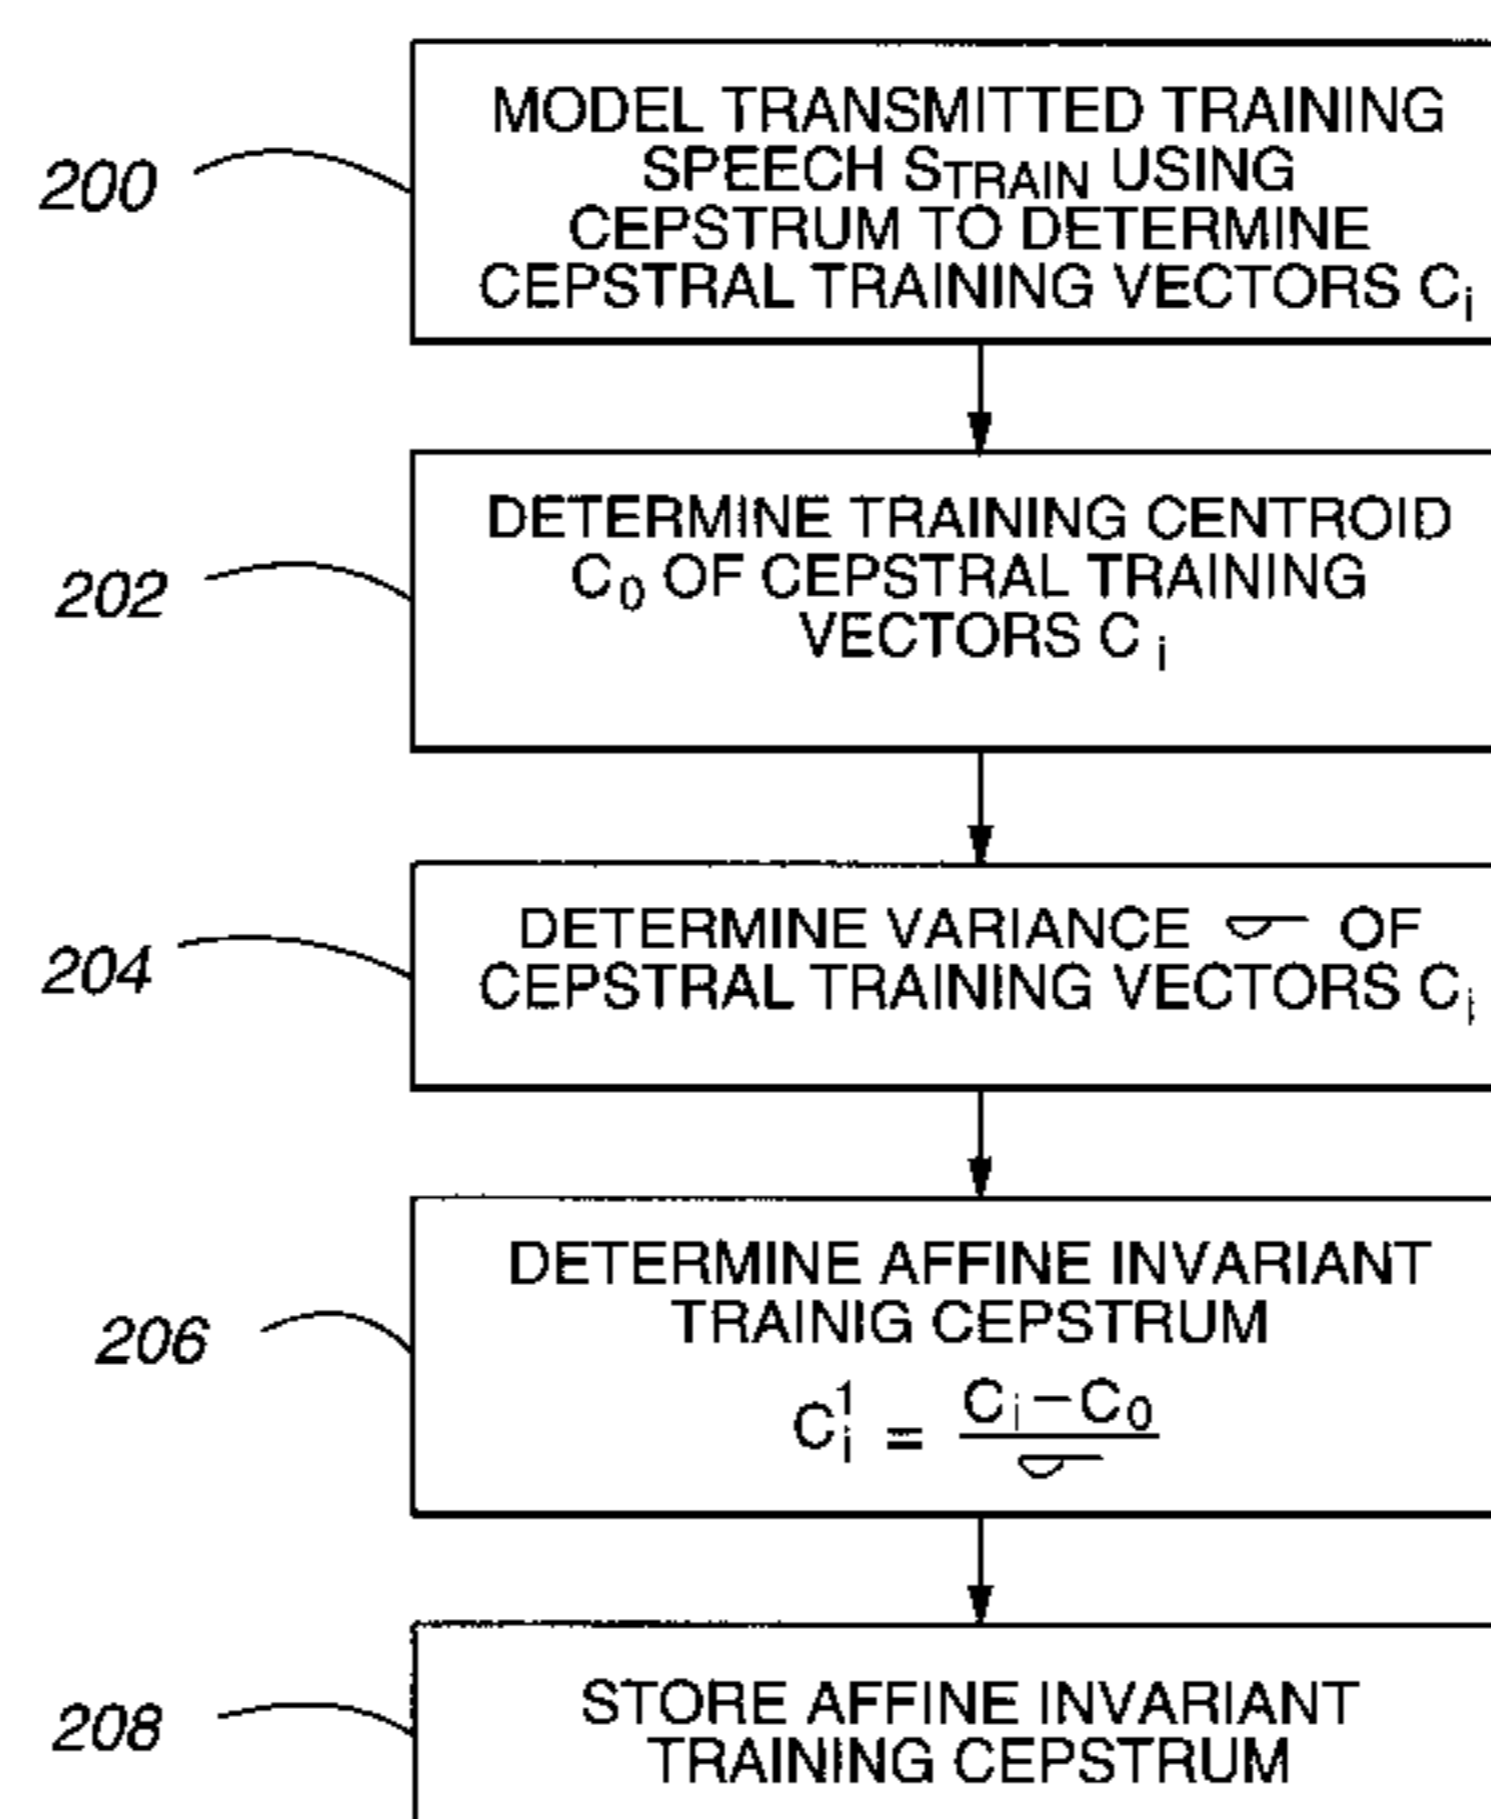 200
MODEL TRANSMITTED TRAINING
SPEECH STRAIN USING
CEPSTRUM TO DETERMINE
CEPSTRAL TRAINING VECTORS Ci
202
DETERMINE TRAINING CENTROID
C0 OF CEPSTRAL TRAINING
VECTORS C i
204
DETERMINE VARIANCE σ OF
CEPSTRAL TRAINING VECTORS Ci
206
DETERMINE AFFINE INVARIANT
TRAINIG CEPSTRUM
Ci1 = Ci–C0
σ
208
STORE AFFINE INVARIANT
TRAINING CEPSTRUM